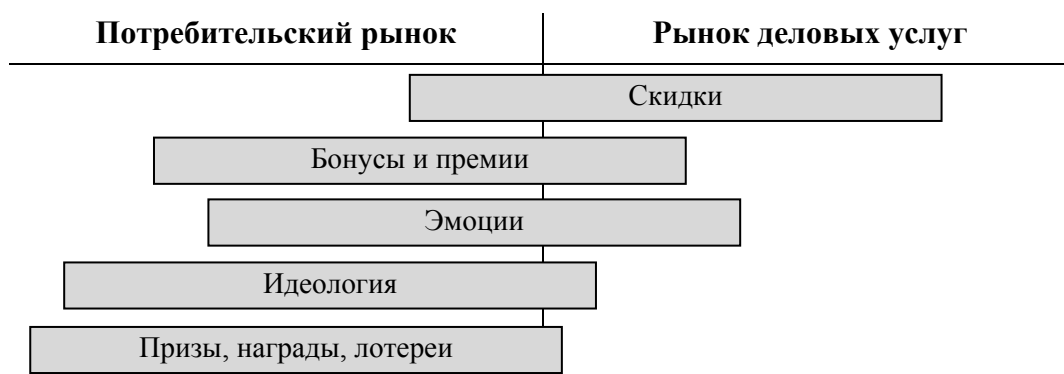 Потребительский рынок
Рынок деловых услуг
Скидки
Бонусы и премии
Эмоции
Идеология
Призы, награды, лотереи